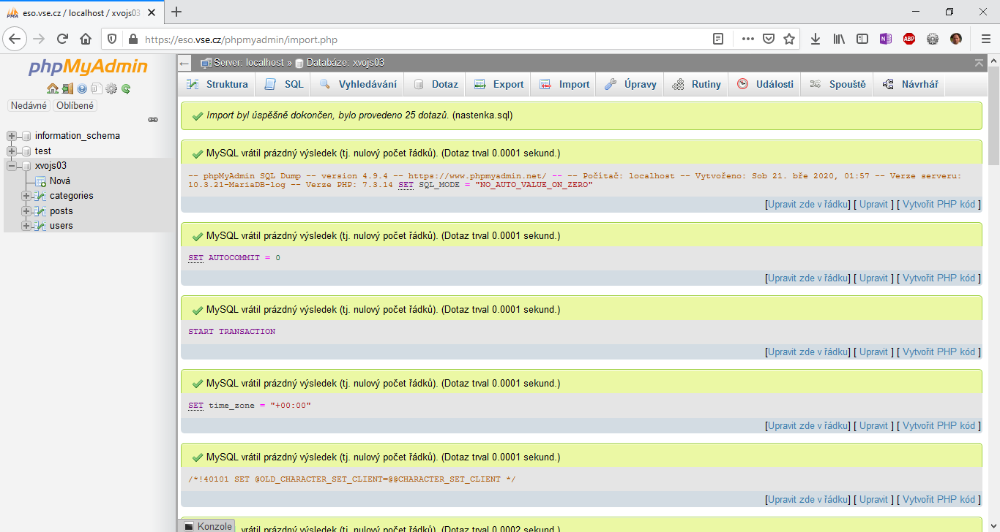 eso.vse.cz / localhost / xvojs03
https://eso.vse.cz/phpmyadmin/import.php
ABP
phpMyAdmin
Nedávné Oblíbené
information_schema
test
xvojs03
Nová
categories
posts
users
Server: localhost » Databáze: xvojs03
Struktura SQL Vyhledávání Dotaz Export Import Úpravy Rutiny Události Spouště Návrhář
Import byl úspěšně dokončen, bylo provedeno 25 dotazů. (nastenka.sql)
MySQL vrátil prázdný výsledek (tj. nulový počet řádků). (Dotaz trval 0.0001 sekund.)
-- phpMyAdmin SQL Dump -- version 4.9.4 -- https://www.phpmyadmin.net/ -- -- Počítač: localhost -- Vytvořeno: Sob 21. bře 2020, 01:57 -- Verze serveru:
10.3.21-MariaDB-log -- Verze PHP: 7.3.14 SET SQL_MODE = "NO_AUTO_VALUE_ON_ZERO"
[Upravit zde v řádku] [ Upravit ] [ Vytvořit PHP kód ]
MySQL vrátil prázdný výsledek (tj. nulový počet řádků). (Dotaz trval 0.0001 sekund.)
SET AUTOCOMMIT = 0
[Upravit zde v řádku] [ Upravit ] [ Vytvořit PHP kód ]
MySQL vrátil prázdný výsledek (tj. nulový počet řádků). (Dotaz trval 0.0001 sekund.)
START TRANSACTION
[Upravit zde v řádku] [ Upravit ] [ Vytvořit PHP kód ]
MySQL vrátil prázdný výsledek (tj. nulový počet řádků). (Dotaz trval 0.0001 sekund.)
SET time_zone = "+00:00"
[Upravit zde v řádku] [ Upravit ] [ Vytvořit PHP kód ]
MySQL vrátil prázdný výsledek (tj. nulový počet řádků). (Dotaz trval 0.0001 sekund.)
/*!40101 SET @OLD_CHARACTER_SET_CLIENT=@@CHARACTER_SET_CLIENT */
[Upravit zde v řádku] [ Upravit ] [ Vytvořit PHP kód ]
Konzole
vrátil prázdný výsledek (tj. nulový počet řádků). (Dotaz trval 0.0002 sekund.)